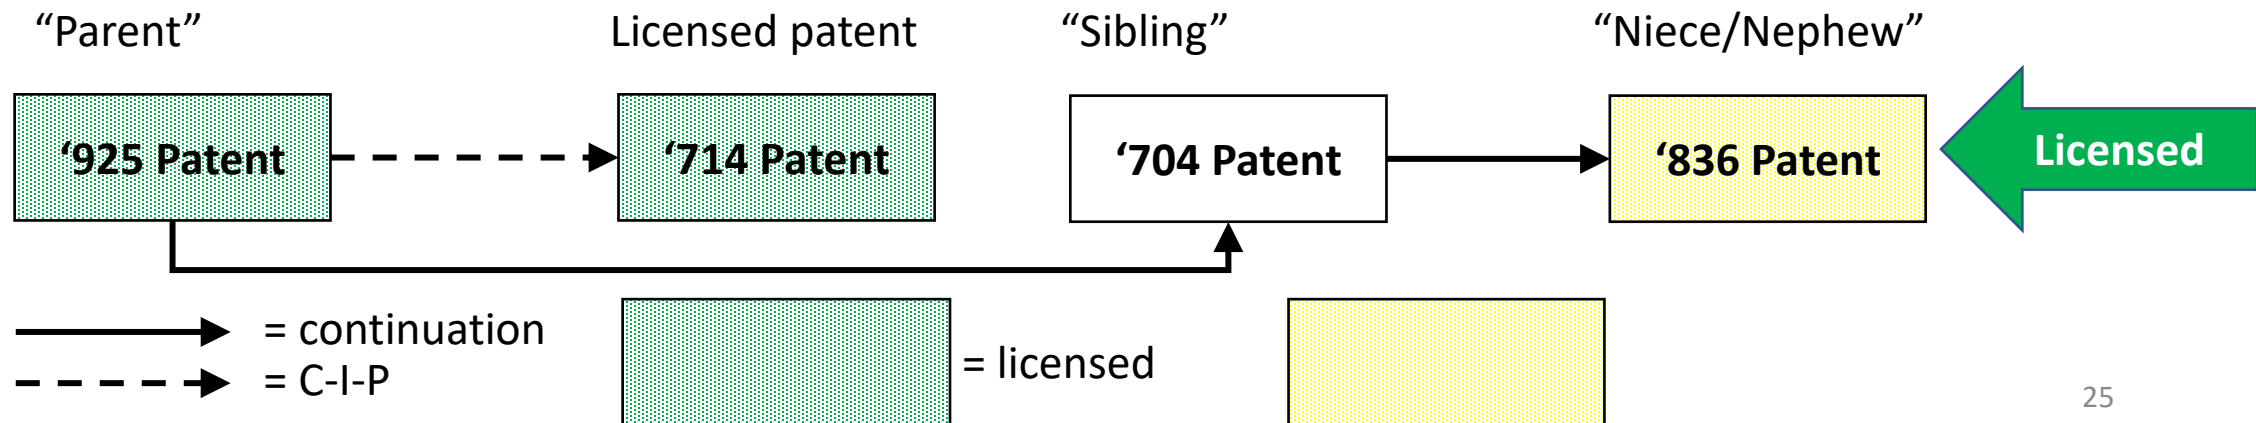 “Parent”
Licensed patent
“Sibling”
“Niece/Nephew”
‘925 Patent
‘714 Patent
‘704 Patent
‘836 Patent
Licensed
= continuation
= C-I-P
= licensed
25